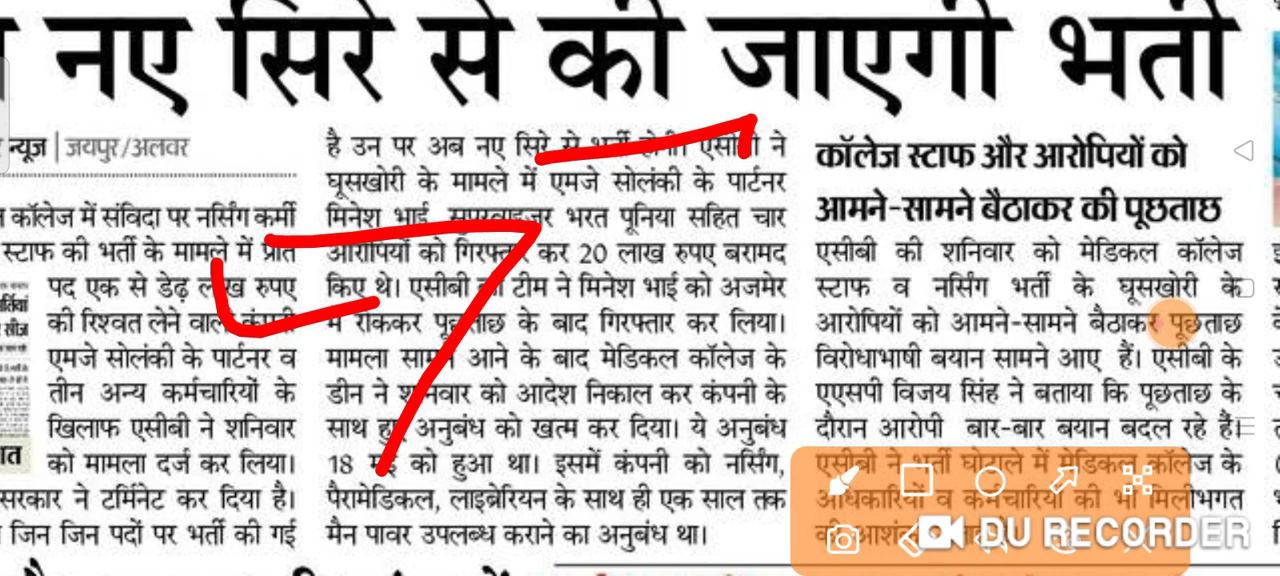 नए सिरे से की जाएगी भर्ती
न्यूज | जयपुर/अलवर
कॉलेज में संविदा पर नर्सिंग कर्मी
स्टाफ की भर्ती के मामले में प्रति
पद एक से डेढ़ लाख रुपए
की रिश्वत लेने वाली कंपनी
एमजे सोलंकी के पार्टनर व
तीन अन्य कर्मचारियों के
खिलाफ एसीबी ने शनिवार
को मामला दर्ज कर लिया।
सरकार ने टर्मिनेट कर दिया है।
जिन जिन पदों पर भर्ती की गई
है उन पर अब नए सिरे से भर्ती होगी। एसीबी ने
घूसखोरी के मामले में एमजे सोलंकी के पार्टनर
मिनेश भाई, सुपरवाइजर भरत पूनिया सहित चार
आरोपियों को गिरफ्तार कर 20 लाख रुपए बरामद
किए थे। एसीबी की टीम ने मिनेश भाई को अजमेर
में रोककर पूछताछ के बाद गिरफ्तार कर लिया।
मामला सामने आने के बाद मेडिकल कॉलेज के
डीन ने शनिवार को आदेश निकाल कर कंपनी के
साथ हुए अनुबंध को खत्म कर दिया। ये अनुबंध
18 मई को हुआ था। इसमें कंपनी को नर्सिंग,
पैरामेडिकल, लाइब्रेरियन के साथ ही एक साल तक
मैन पावर उपलब्ध कराने का अनुबंध था।
कॉलेज स्टाफ और आरोपियों को
आमने-सामने बैठाकर की पूछताछ
एसीबी की शनिवार को मेडिकल कॉलेज
स्टाफ व नर्सिंग भर्ती के घूसखोरी के
आरोपियों को आमने-सामने बैठाकर पूछताछ
विरोधाभाषी बयान सामने आए हैं। एसीबी के
एएसपी विजय सिंह ने बताया कि पूछताछ के
दौरान आरोपी बार-बार बयान बदल रहे हैं।
एसीबी ने भर्ती घोटाले में मेडिकल कॉलेज के
अधिकारियों व कर्मचारियों की भी मिलीभगत
की आशंका
DU RECORDER